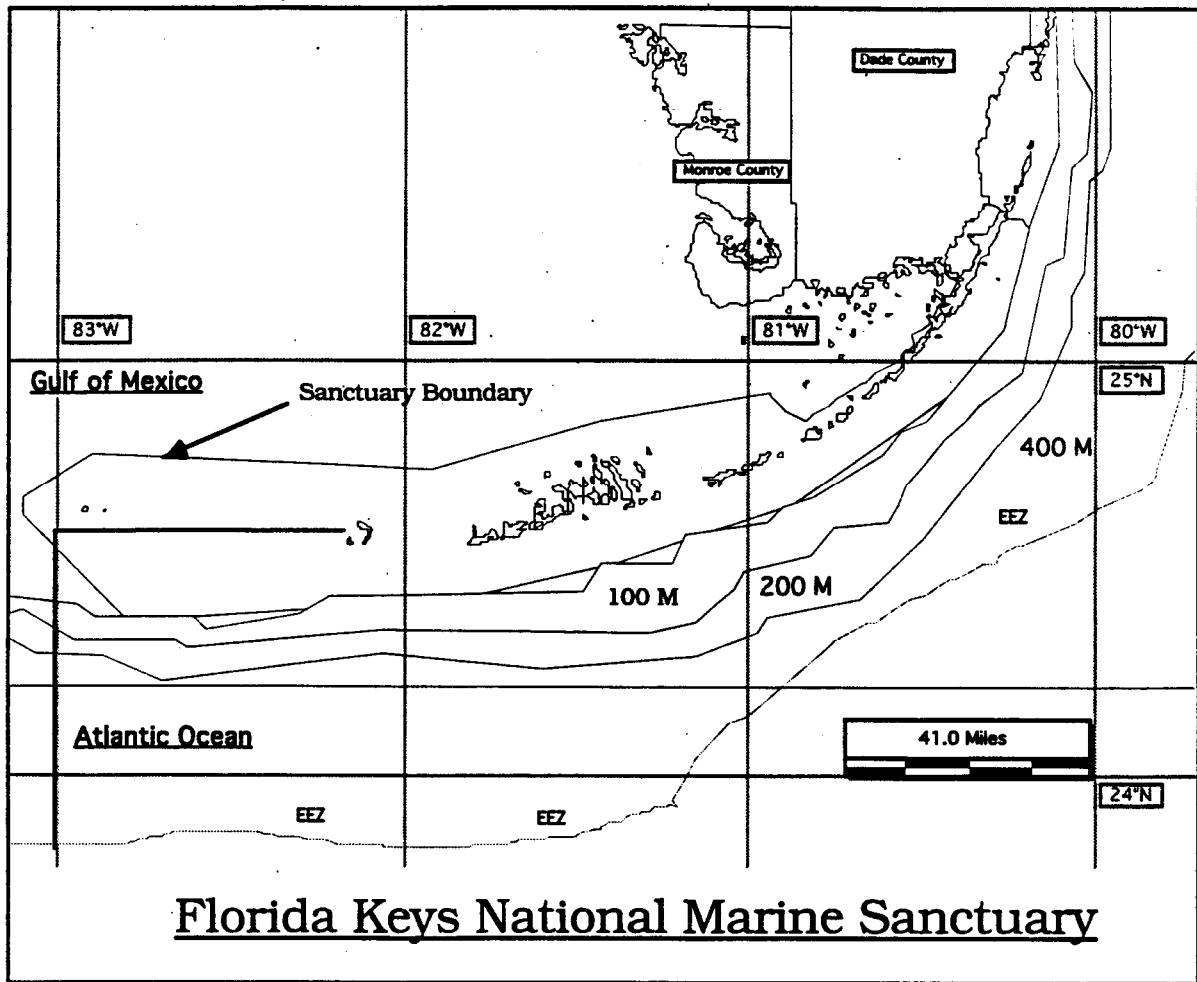 Dade County
Monroe County
83°W
82°W
81°W
80°W
25°N
Gulf of Mexico
Sanctuary Boundary
400 M
EEZ
200 M
100 M
Atlantic Ocean
41.0 Miles
24°N
EEZ
EEZ
Florida Keys National Marine Sanctuary